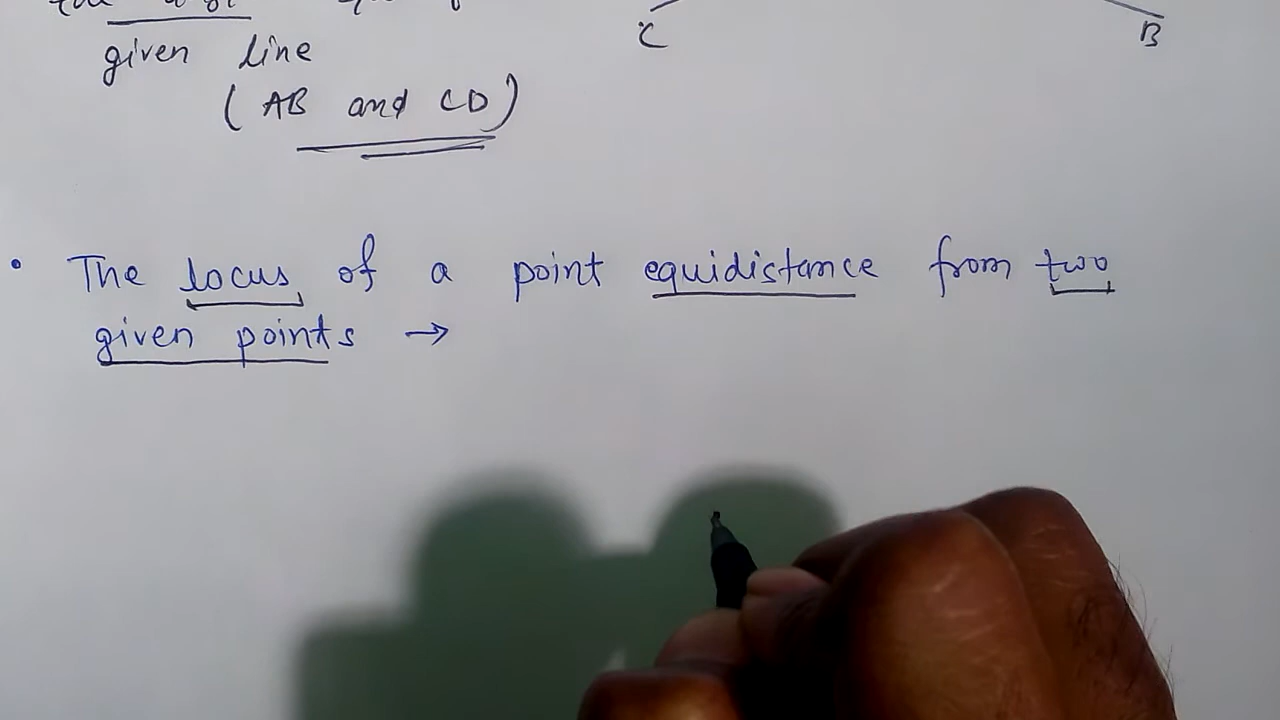 given line
C
B
(AB and CD)
• The locus of a point equidistance from two
given points →